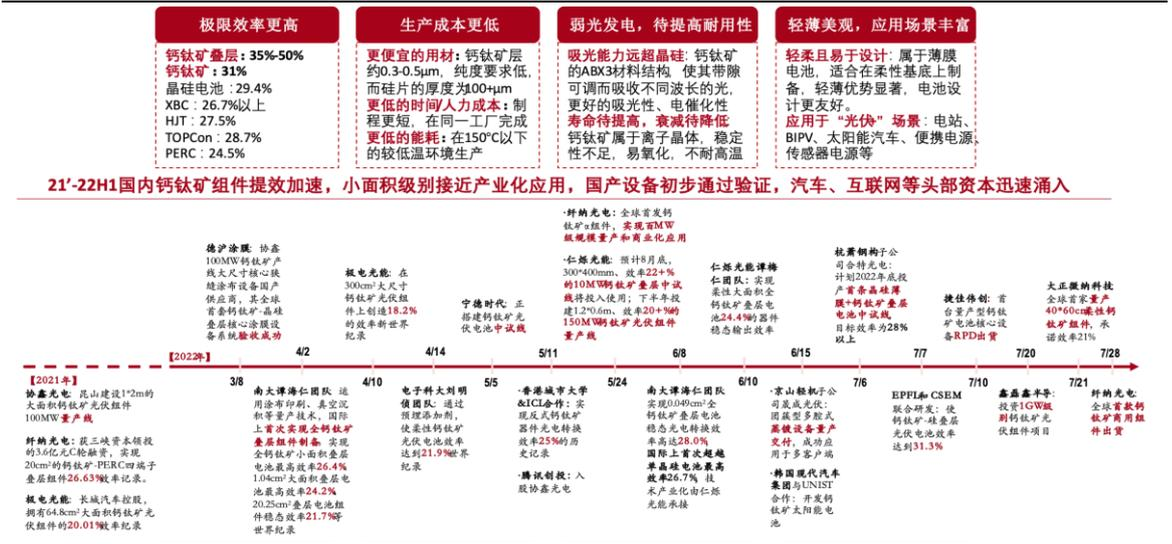 极限效率更高
钙钛矿叠层：35%-50%
钙钛矿：31%
晶硅电池：29.4%
XBC：26.7%以上
HJT：27.5%
TOPCon：28.7%
PERC：24.5%
生产成本更低
更便宜的用材：钙钛矿层
约0.3-0.5μm，纯度要求低，
而硅片的厚度为100+μm
更低的时间/人力成本：制
程更短，在同一工厂完成
更低的能耗：在150°C以下
的较低温环境生产
弱光发电，待提高耐用性
吸光能力远超晶硅：钙钛矿
的ABX3材料结构，使其带隙
可调而吸收不同波长的光，
更好的吸光性、电催化性
寿命待提高，衰减待降低
钙钛矿属于离子晶体，稳定
性不足，易氧化，不耐高温
轻薄美观，应用场景丰富
轻柔且易于设计：属于薄膜
电池，适合在柔性基底上制
备，轻薄优势显著，电池设
计更友好。
应用于“光伏+”场景：电站、
BIPV、太阳能汽车、便携电源、
传感器电源等
21’-22H1国内钙钛矿组件提效加速，小面积级别接近产业化应用，国产设备初步通过验证，汽车、互联网等头部资本迅速涌入
德沪涂膜：协鑫
100MW钙钛矿产
线大尺寸核心狭
缝涂布设备国产
供应商，其全球
首套钙钛矿-晶硅
叠层核心涂膜设
备系统验收成功
极电光能：在
300cm²大尺寸
钙钛矿光伏组
件上创造18.2%
的效率新世界
纪录
宁德时代：正
搭建钙钛矿光
伏电池中试线
·纤纳光电：全球首发钙
钛矿α组件，实现百MW
级规模量产和商业化应用
·仁烁光能：预计8月底，
300*400mm、效率22+%
的10MW钙钛矿叠层中试
线将投入使用；下半年投
建1.2*0.6m、效率20+%的
150MW钙钛矿光伏组件
量产线
仁烁光能谭梅
仁团队：实现
柔性大面积全
钙钛矿叠层电
池24.4%的器件
稳态输出效率
杭萧钢构子公
司合特光电：
计划2022年底投
产首条晶硅薄
膜+钙钛矿叠层
电池中试线，
目标效率为28%
以上
捷佳伟创：首
台量产型钙钛
矿电池核心设
备RPD出货
大正微纳科技：
全球首家量产
40*60cm柔性钙
钛矿组件，承
诺效率21%
【2022年】
4/2
4/14
5/11
6/8
6/15
7/7
7/20
7/28
【2021年】
3/8
4/10
5/5
5/24
6/10
7/6
7/10
7/21
协鑫光电：昆山建设1*2m的
大面积钙钛矿光伏组件
100MW量产线
纤纳光电：获三峡资本领投
的3.6亿元C轮融资，实现
20cm²的钙钛矿-PERC四端子
叠层组件26.63%效率记录。
极电光能：长城汽车控股，
拥有64.8cm²大面积钙钛矿光
伏组件的20.01%效率纪录
南大谭海仁团队：运
用涂布印刷、真空沉
积等量产技术，国际
上首次实现全钙钛矿
叠层组件制备，实现
全钙钛矿小面积叠层
电池最高效率26.4%，
1.04cm²大面积叠层电
池最高效率24.2%，
20.25cm²叠层电池组
件稳态效率21.7%等
世界纪录
电子科大刘明
侦团队：通过
预埋添加剂，
使柔性钙钛矿
光伏电池效率
达到21.9%世界
纪录
·香港城市大学
&ICL合作：实
现反式钙钛矿
器件光电转换
效率25%的历
史记录
·腾讯创投：入
股协鑫光电
南大谭海仁团队：
实现0.049cm²全
钙钛矿叠层电池
稳态光电转换效
率高达28.0%，
国际上首次超越
单晶硅电池最高
效率26.7%，技
术产业化由仁烁
光能承接
·京山轻机子公
司晟成光伏：
团簇型多腔式
蒸镀设备量产
交付，成功应
用于多客户端
·韩国现代汽车
集团与UNIST
合作：开发钙
钛矿太阳能电
池
EPFL和CSEM
联合研发：使
钙钛矿-硅叠层
光伏电池效率
达到31.3%
鑫磊鑫半导：
投资1GW级
别钙钛矿光
伏组件项目
纤纳光电：
全球首款钙
钛矿商用组
件出货